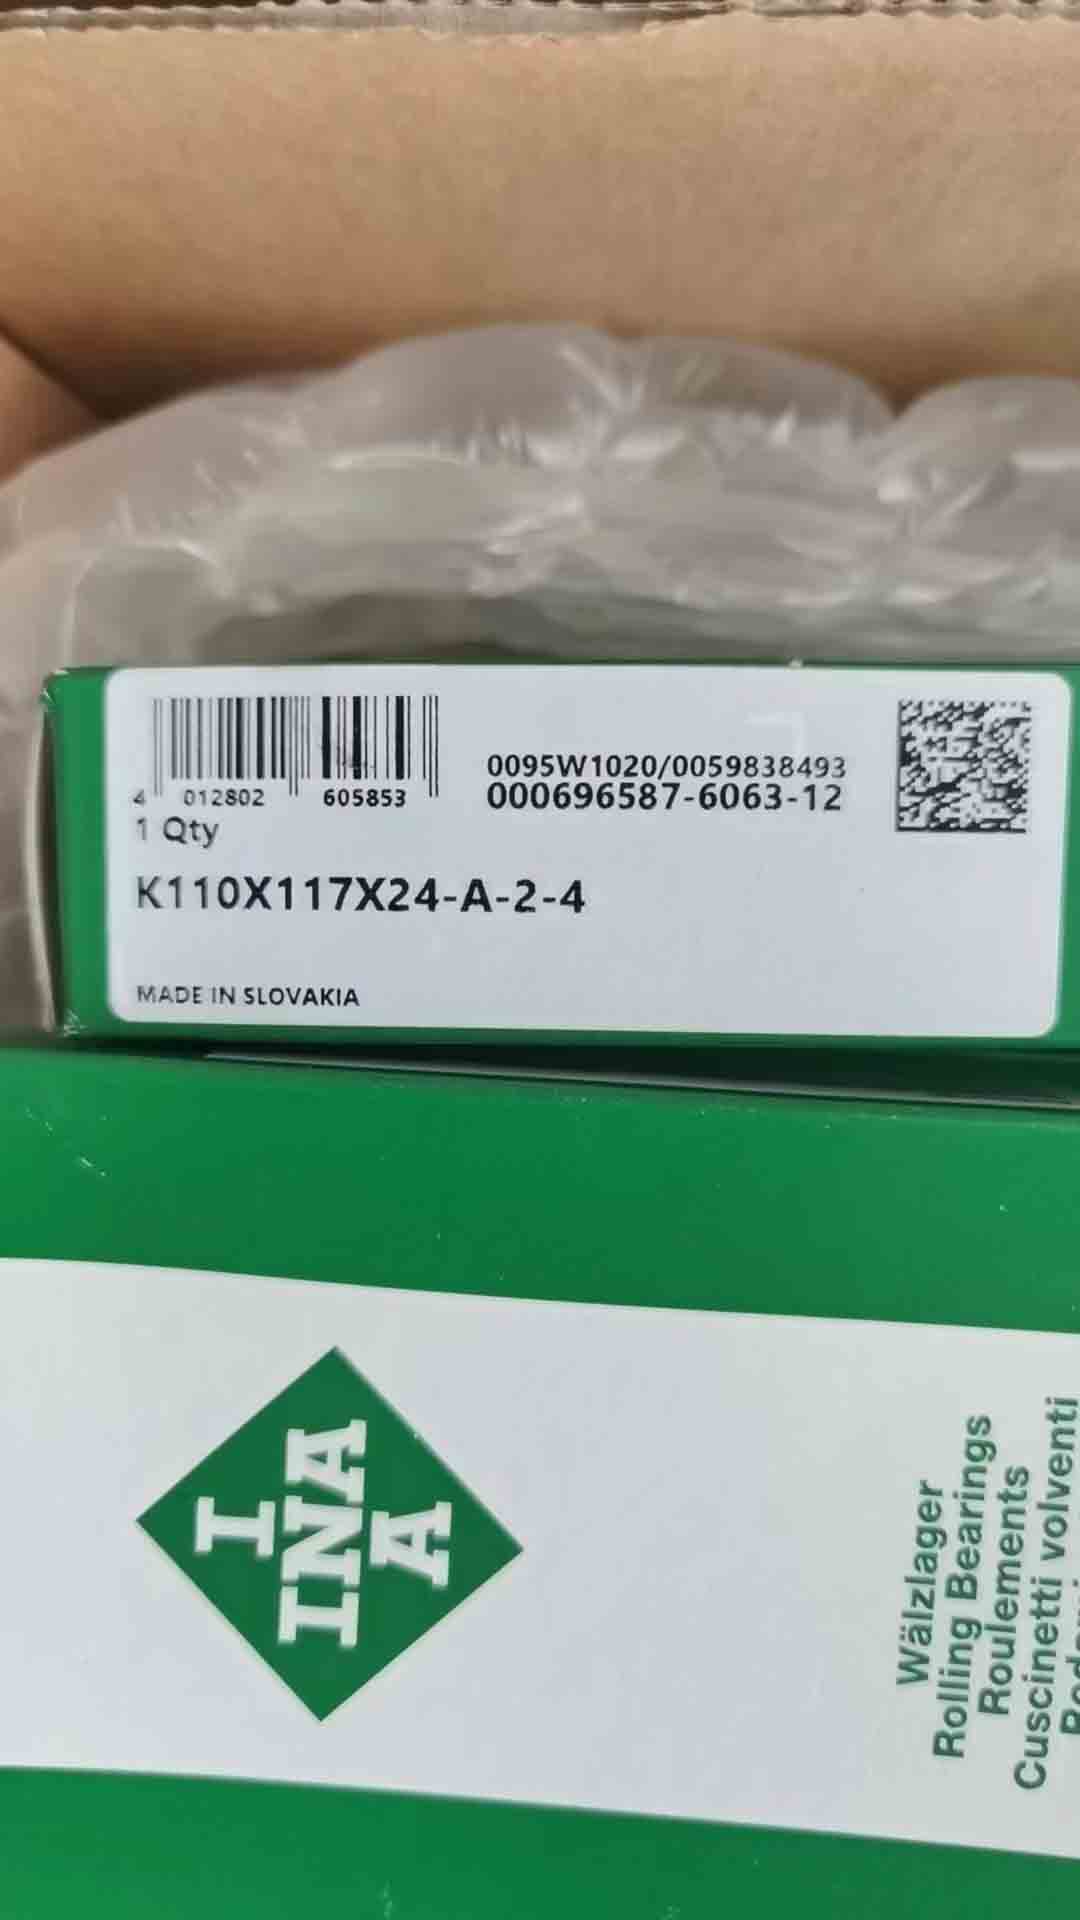 4 012802 605853
0095W1020/0059838493
000696587-6063-12
1 Qty
K110X117X24-A-2-4
MADE IN SLOVAKIA
I
INA
A
Wälzlager
Rolling Bearings
Roulements
Cuscinetti volventi